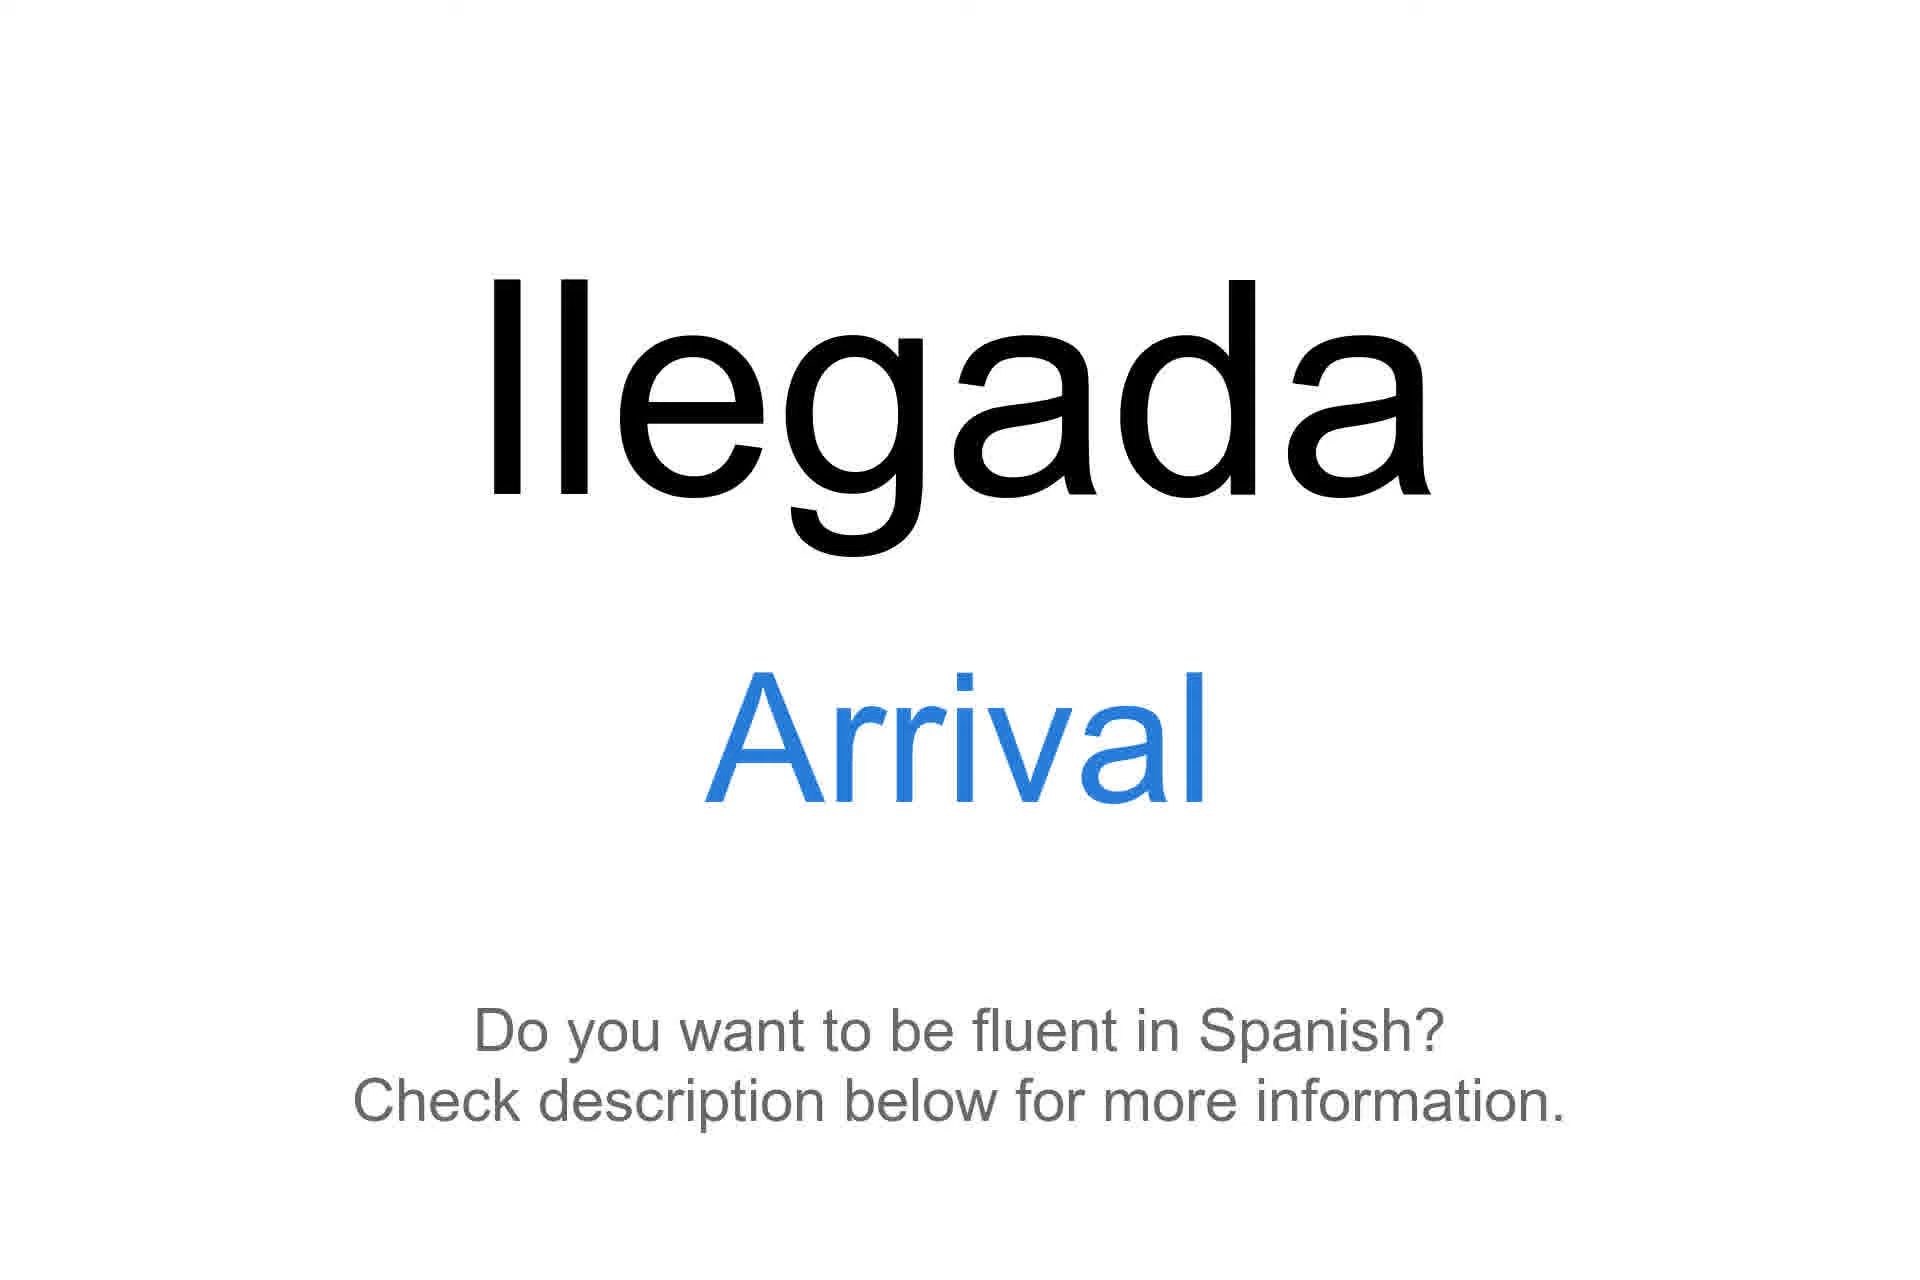 llegada
Arrival
Do you want to be fluent in Spanish?
Check description below for more information.